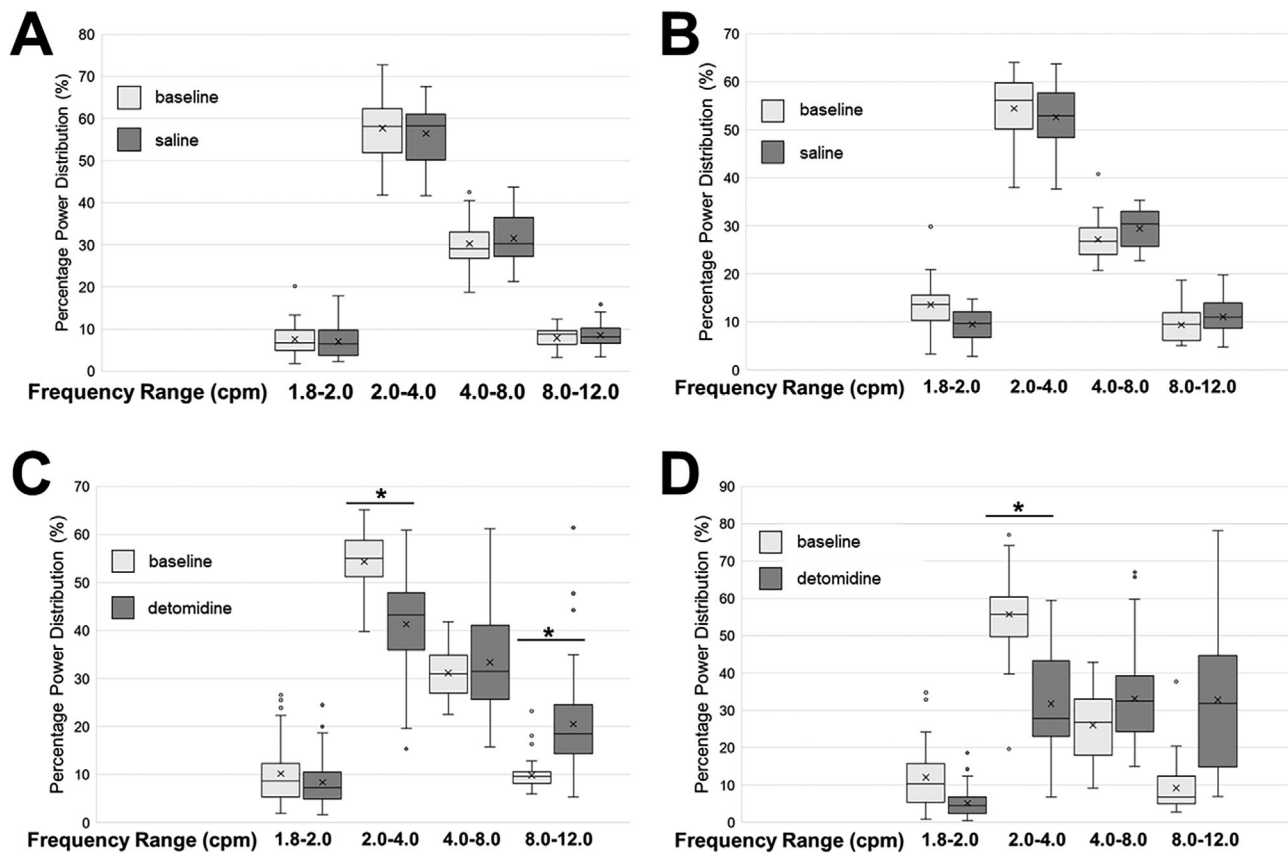 A
Percentage Power Distribution (%)
80
70
60
50
40
30
20
10
0
baseline
saline
Frequency Range (cpm) 1.8-2.0 2.0-4.0 4.0-8.0 8.0-12.0
B
Percentage Power Distribution (%)
70
60
50
40
30
20
10
0
baseline
saline
Frequency Range (cpm) 1.8-2.0 2.0-4.0 4.0-8.0 8.0-12.0
C
Percentage Power Distribution (%)
70
60
50
40
30
20
10
0
baseline
detomidine
*
*
Frequency Range (cpm) 1.8-2.0 2.0-4.0 4.0-8.0 8.0-12.0
D
Percentage Power Distribution (%)
90
80
70
60
50
40
30
20
10
0
baseline
detomidine
*
Frequency Range (cpm) 1.8-2.0 2.0-4.0 4.0-8.0 8.0-12.0